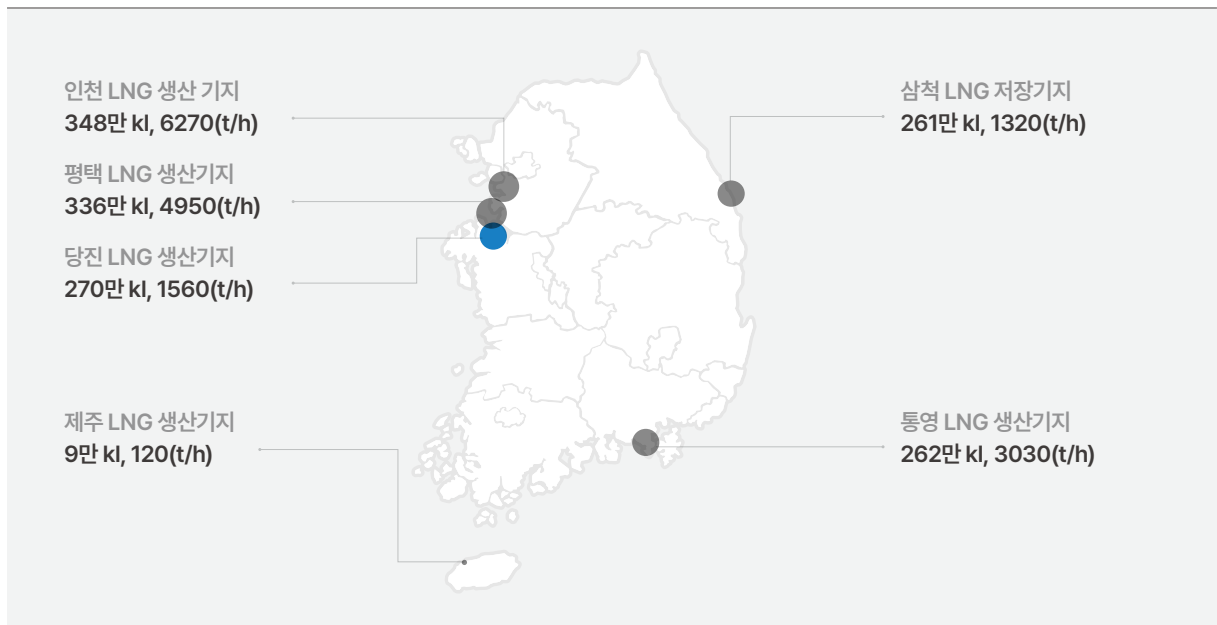 인천 LNG 생산 기지
348만 kl, 6270(t/h)
평택 LNG 생산기지
336만 kl, 4950(t/h)
당진 LNG 생산기지
270만 kl, 1560(t/h)
제주 LNG 생산기지
9만 kl, 120(t/h)
삼척 LNG 저장기지
261만 kl, 1320(t/h)
통영 LNG 생산기지
262만 kl, 3030(t/h)